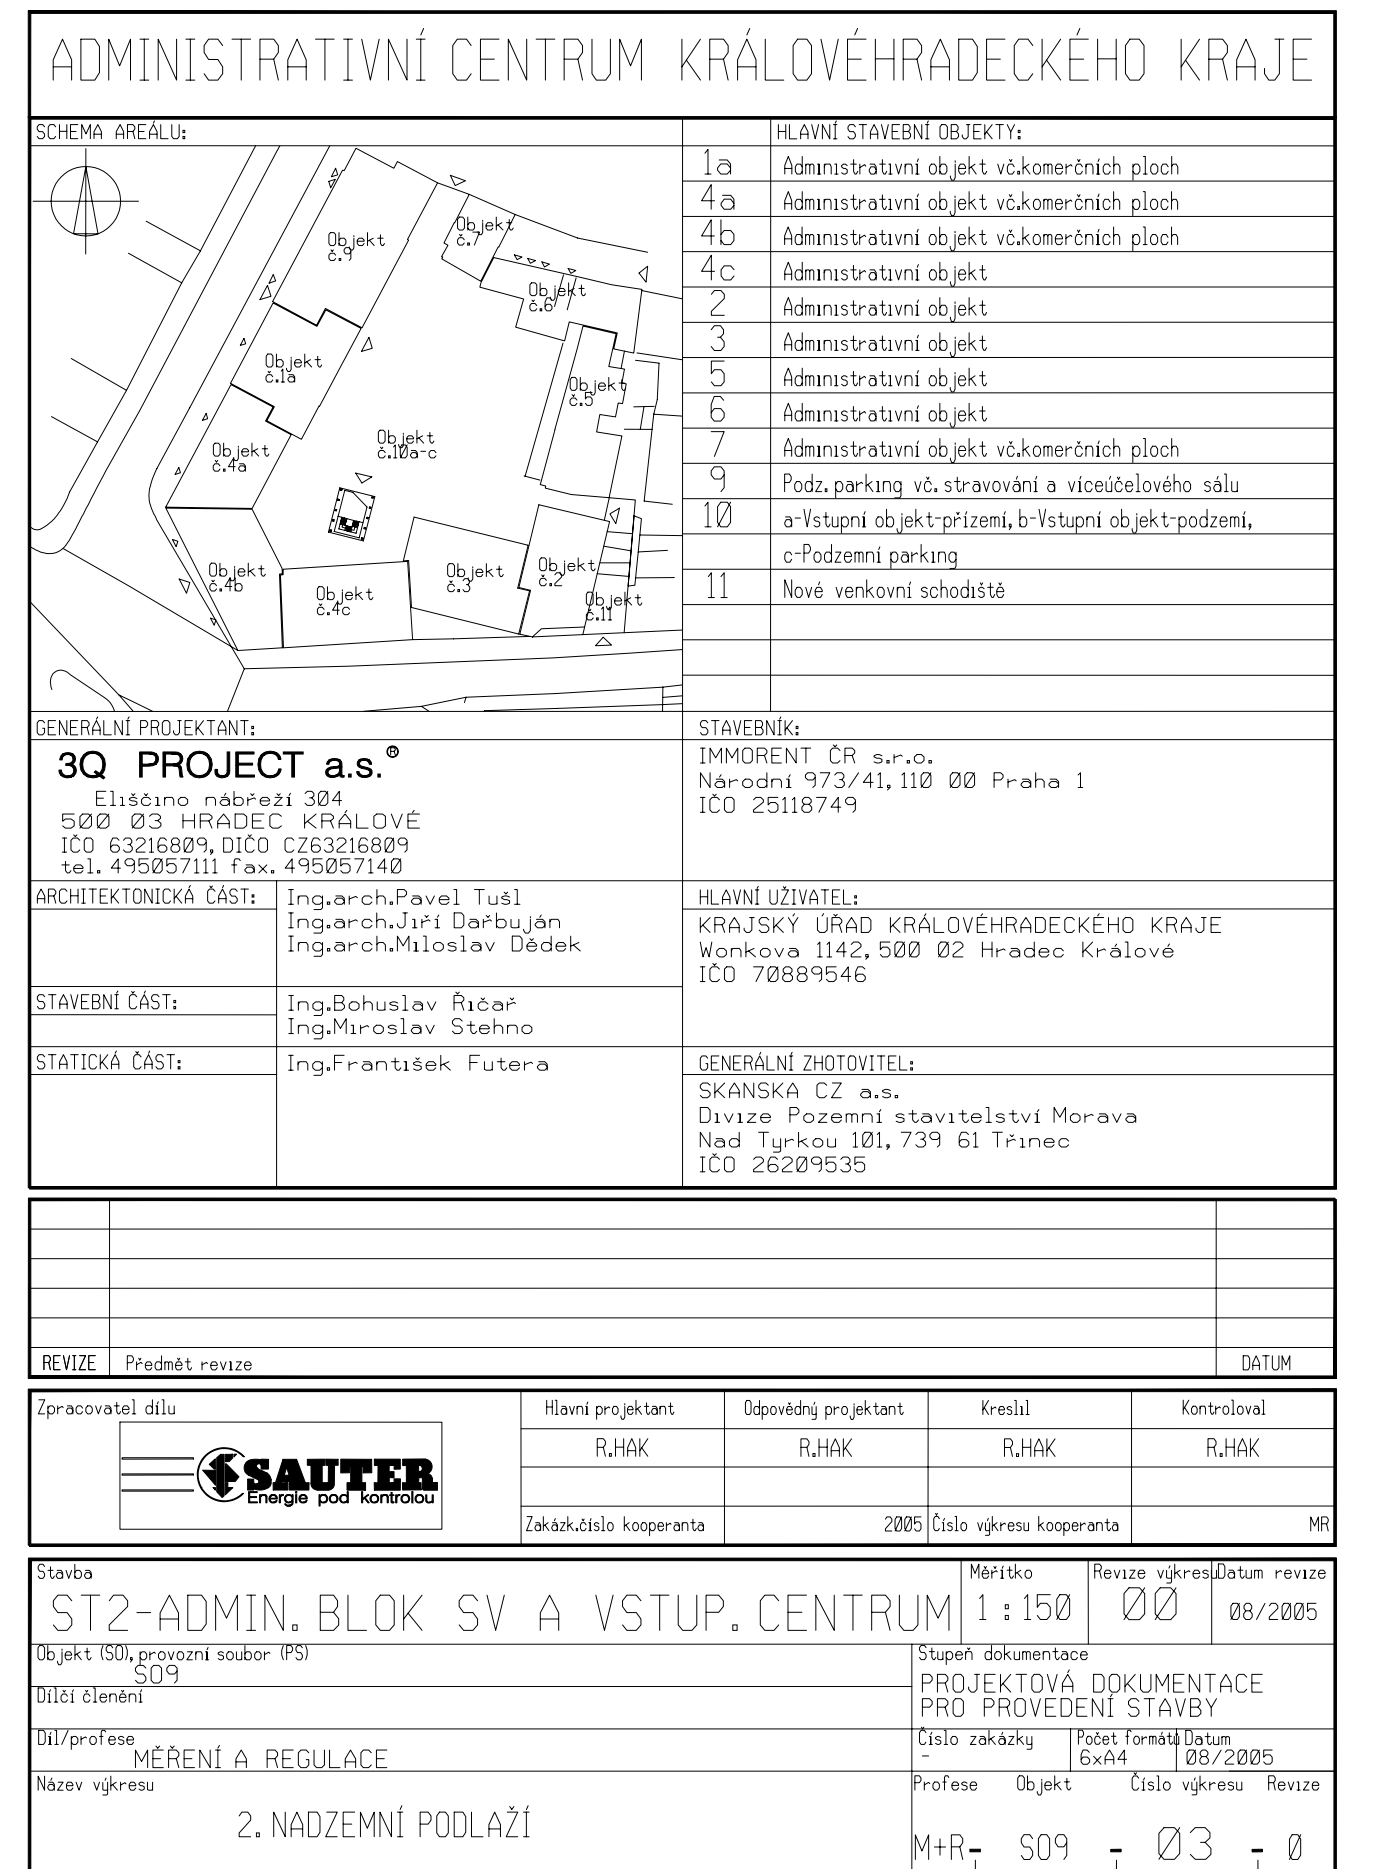 ADMINISTRATIVNÍ CENTRUM KRÁLOVÉHRADECKÉHO KRAJE
SCHEMA AREÁLU:
Objekt
č.9
Objekt
č.7
Objekt
č.6
Objekt
č.1a
Objekt
č.5
Objekt
č.4a
Objekt
č.10a-c
Objekt
č.4b
Objekt
č.4c
Objekt
č.3
Objekt
č.2
Objekt
č.11
HLAVNÍ STAVEBNÍ OBJEKTY:
1a Administrativní objekt vč.komerčních ploch
4a Administrativní objekt vč.komerčních ploch
4b Administrativní objekt vč.komerčních ploch
4c Administrativní objekt
2 Administrativní objekt
3 Administrativní objekt
5 Administrativní objekt
6 Administrativní objekt
7 Administrativní objekt vč.komerčních ploch
9 Podz. parking vč. stravování a víceúčelového sálu
10 a-Vstupní objekt-přízemí, b-Vstupní objekt-podzemí,
c-Podzemní parking
11 Nové venkovní schodiště
GENERÁLNÍ PROJEKTANT:
3Q PROJECT a.s.®
Eliščino nábřeží 304
500 03 HRADEC KRÁLOVÉ
IČO 63216809, DIČO CZ63216809
tel. 495057111 fax. 495057140
STAVEBNÍK:
IMMORENT ČR s.r.o.
Národní 973/41, 110 00 Praha 1
IČO 25118749
ARCHITEKTONICKÁ ČÁST:
Ing.arch.Pavel Tušl
Ing.arch.Jiří Dařbuján
Ing.arch.Miloslav Dědek
HLAVNÍ UŽIVATEL:
KRAJSKÝ ÚŘAD KRÁLOVÉHRADECKÉHO KRAJE
Wonkova 1142, 500 02 Hradec Králové
IČO 70889546
STAVEBNÍ ČÁST:
Ing.Bohuslav Řičař
Ing.Miroslav Stehno
STATICKÁ ČÁST:
Ing.František Futera
GENERÁLNÍ ZHOTOVITEL:
SKANSKA CZ a.s.
Divize Pozemní stavitelství Morava
Nad Tyrkou 101, 739 61 Třinec
IČO 26209535
REVIZE Předmět revize DATUM
Zpracovatel dílu
SAUTER
Energie pod kontrolou
Hlavní projektant Odpovědný projektant Kreslil Kontroloval
R.HAK R.HAK R.HAK R.HAK
Zakázk.číslo kooperanta 2005 Číslo výkresu kooperanta MR
Stavba Měřítko Revize výkresu Datum revize
ST2-ADMIN. BLOK SV A VSTUP. CENTRUM 1:150 00 08/2005
Objekt (SO), provozní soubor (PS)
SO9
Stupeň dokumentace
PROJEKTOVÁ DOKUMENTACE
PRO PROVEDENÍ STAVBY
Dílčí členění
Díl/profese
MĚŘENÍ A REGULACE
Číslo zakázky Počet formátů Datum
- 6xA4 08/2005
Název výkresu
2. NADZEMNÍ PODLAŽÍ
Profese Objekt Číslo výkresu Revize
M+R - SO9 - 03 - 0